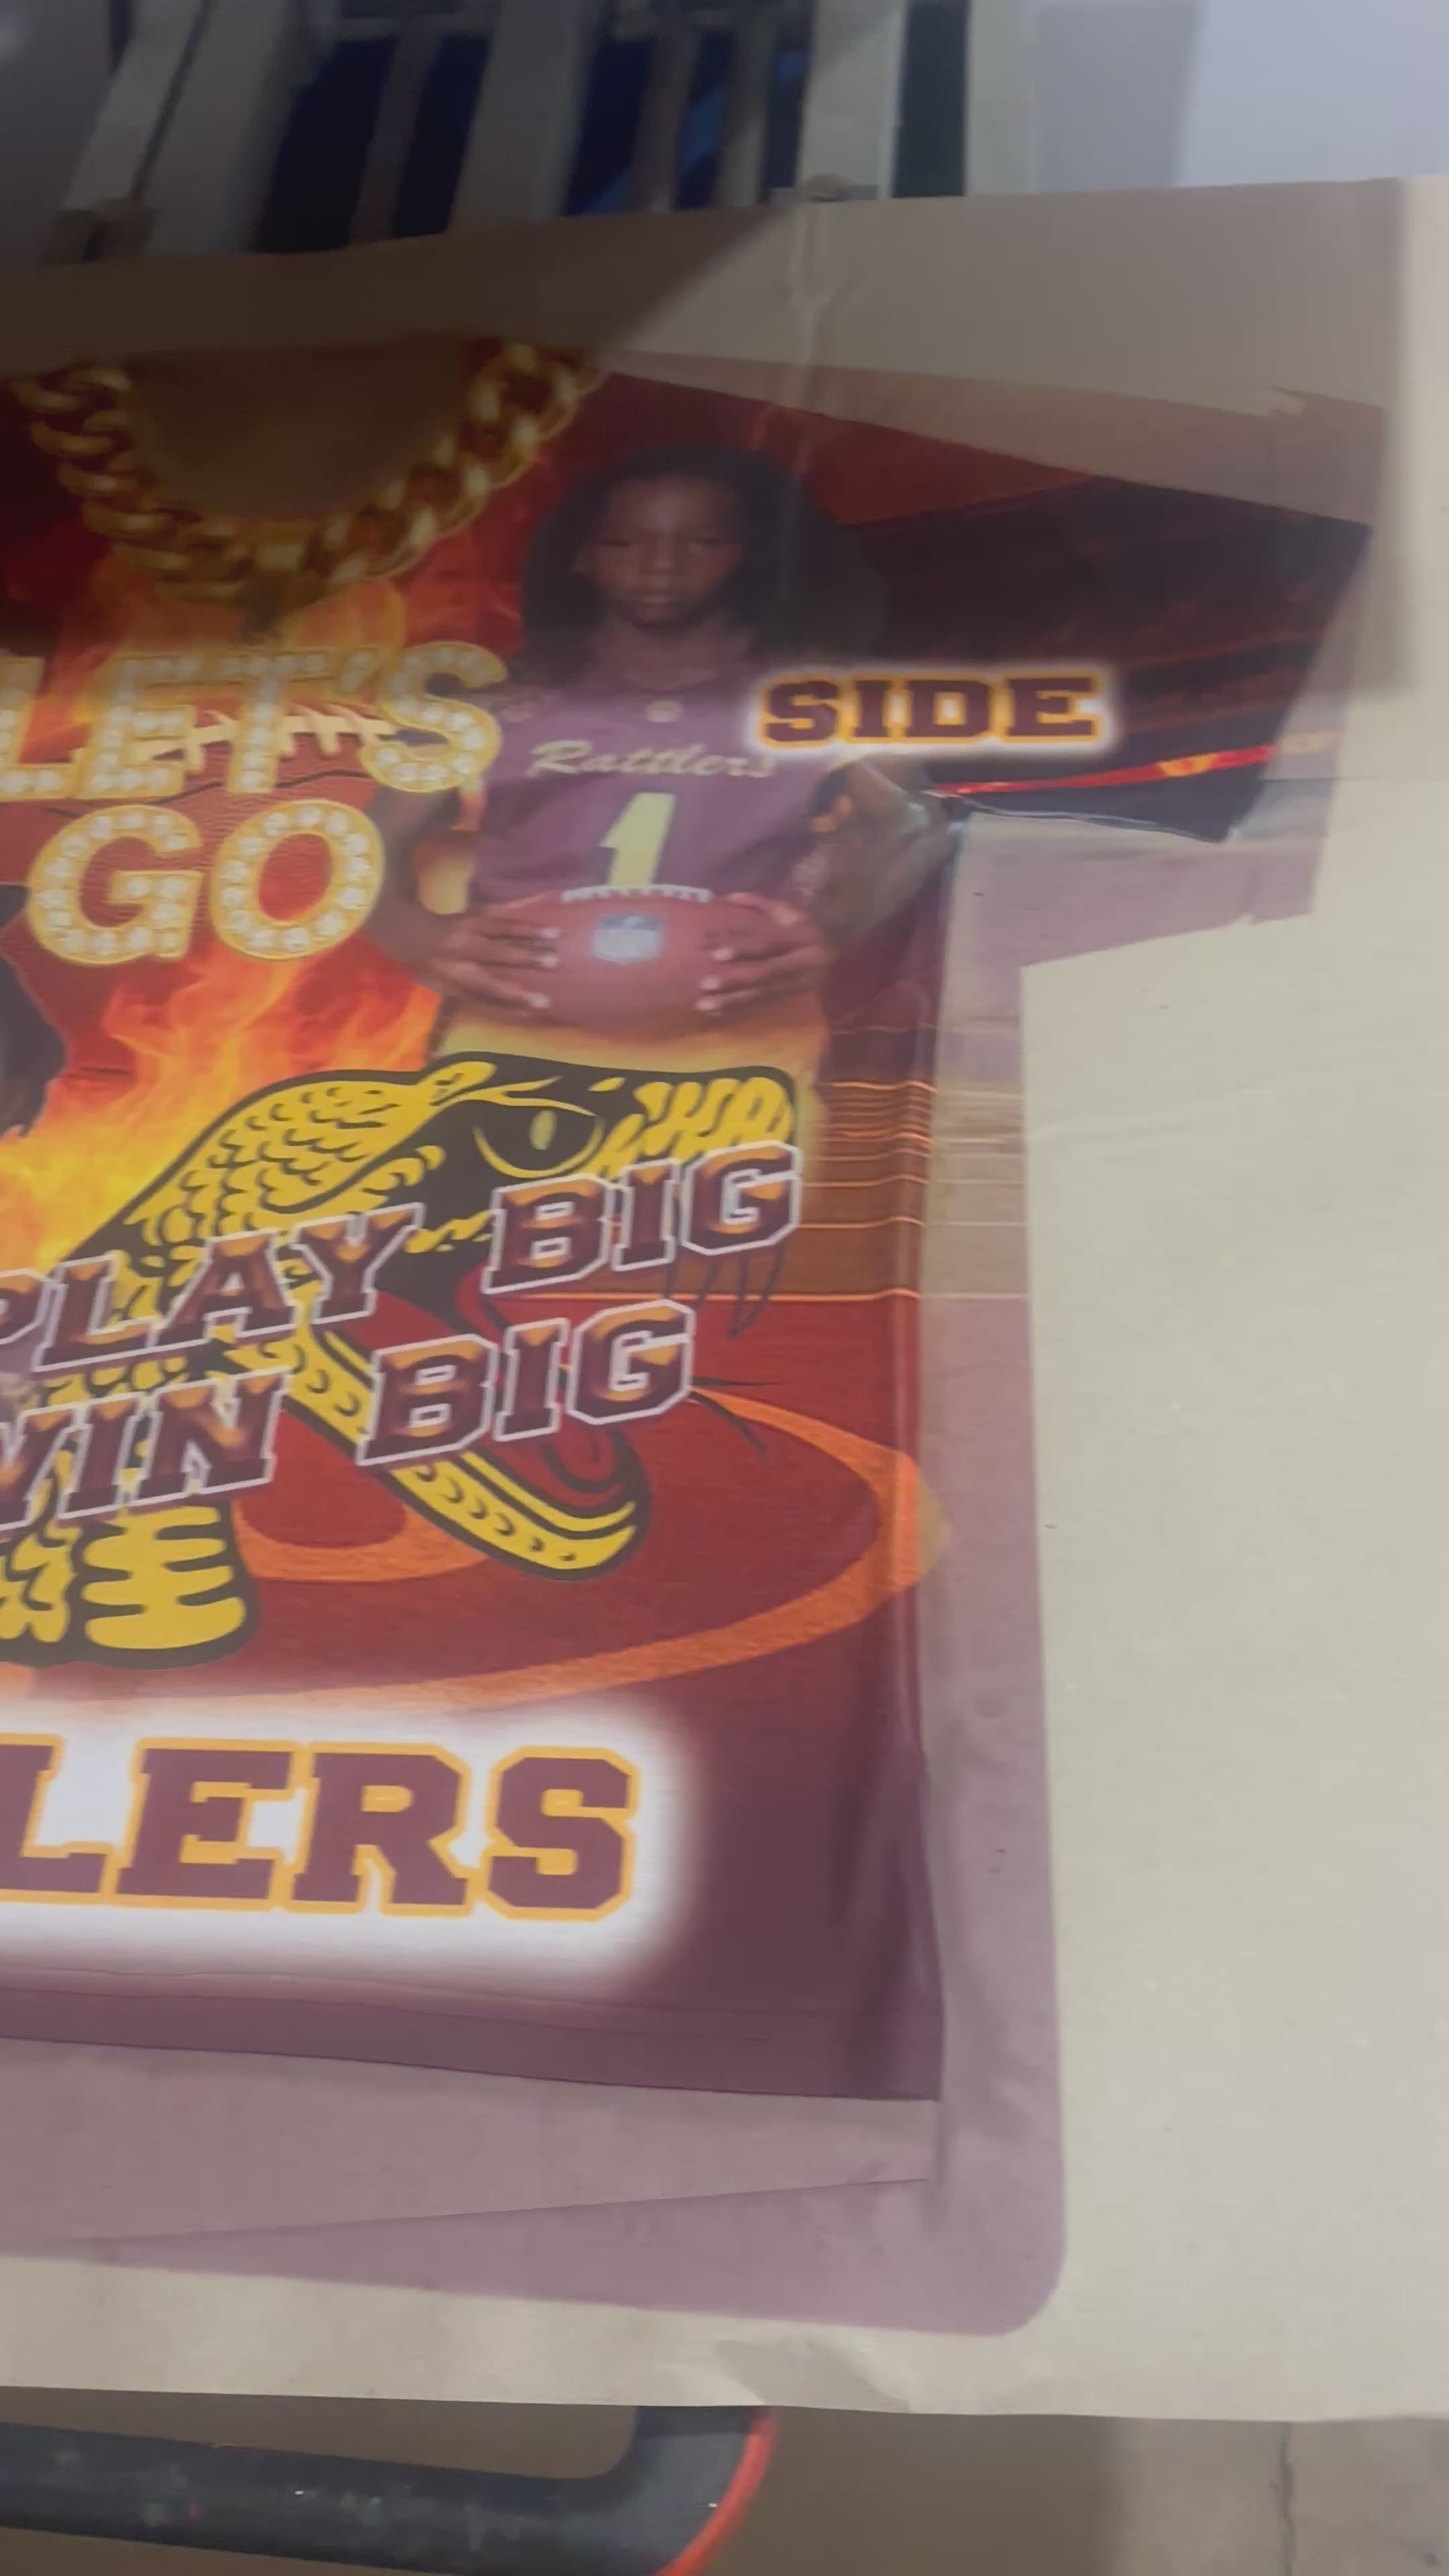 LET'S
GO
SIDE
Rattlers
1
PLAY BIG
WIN BIG
LERS